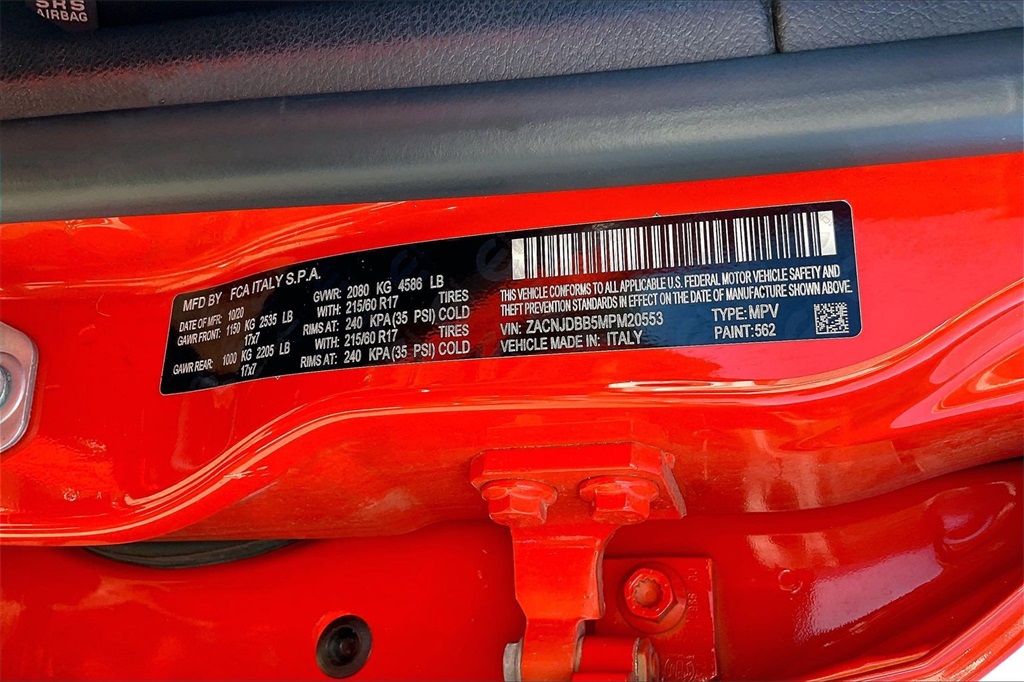 SRS
AIRBAG
MFD BY FCA ITALY S.P.A.
DATE OF MFR: 10/20 GVWR: 2080 KG 4586 LB
GAWR FRONT: 1150 KG 2535 LB WITH: 215/60 R17 TIRES
17x7 RIMS AT: 240 KPA(35 PSI) COLD
GAWR REAR: 1000 KG 2205 LB WITH: 215/60 R17 TIRES
17x7 RIMS AT: 240 KPA (35 PSI) COLD
THIS VEHICLE CONFORMS TO ALL APPLICABLE U.S. FEDERAL MOTOR VEHICLE SAFETY AND
THEFT PREVENTION STANDARDS IN EFFECT ON THE DATE OF MANUFACTURE SHOWN ABOVE.
VIN: ZACNJDBB5MPM20553 TYPE: MPV
VEHICLE MADE IN: ITALY PAINT: 562